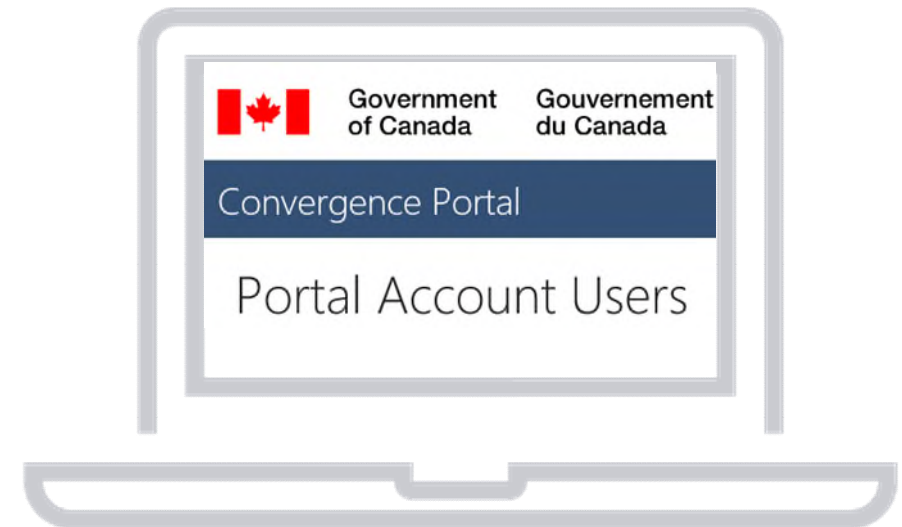 Government
of Canada
Gouvernement
du Canada
Convergence Portal
Portal Account Users